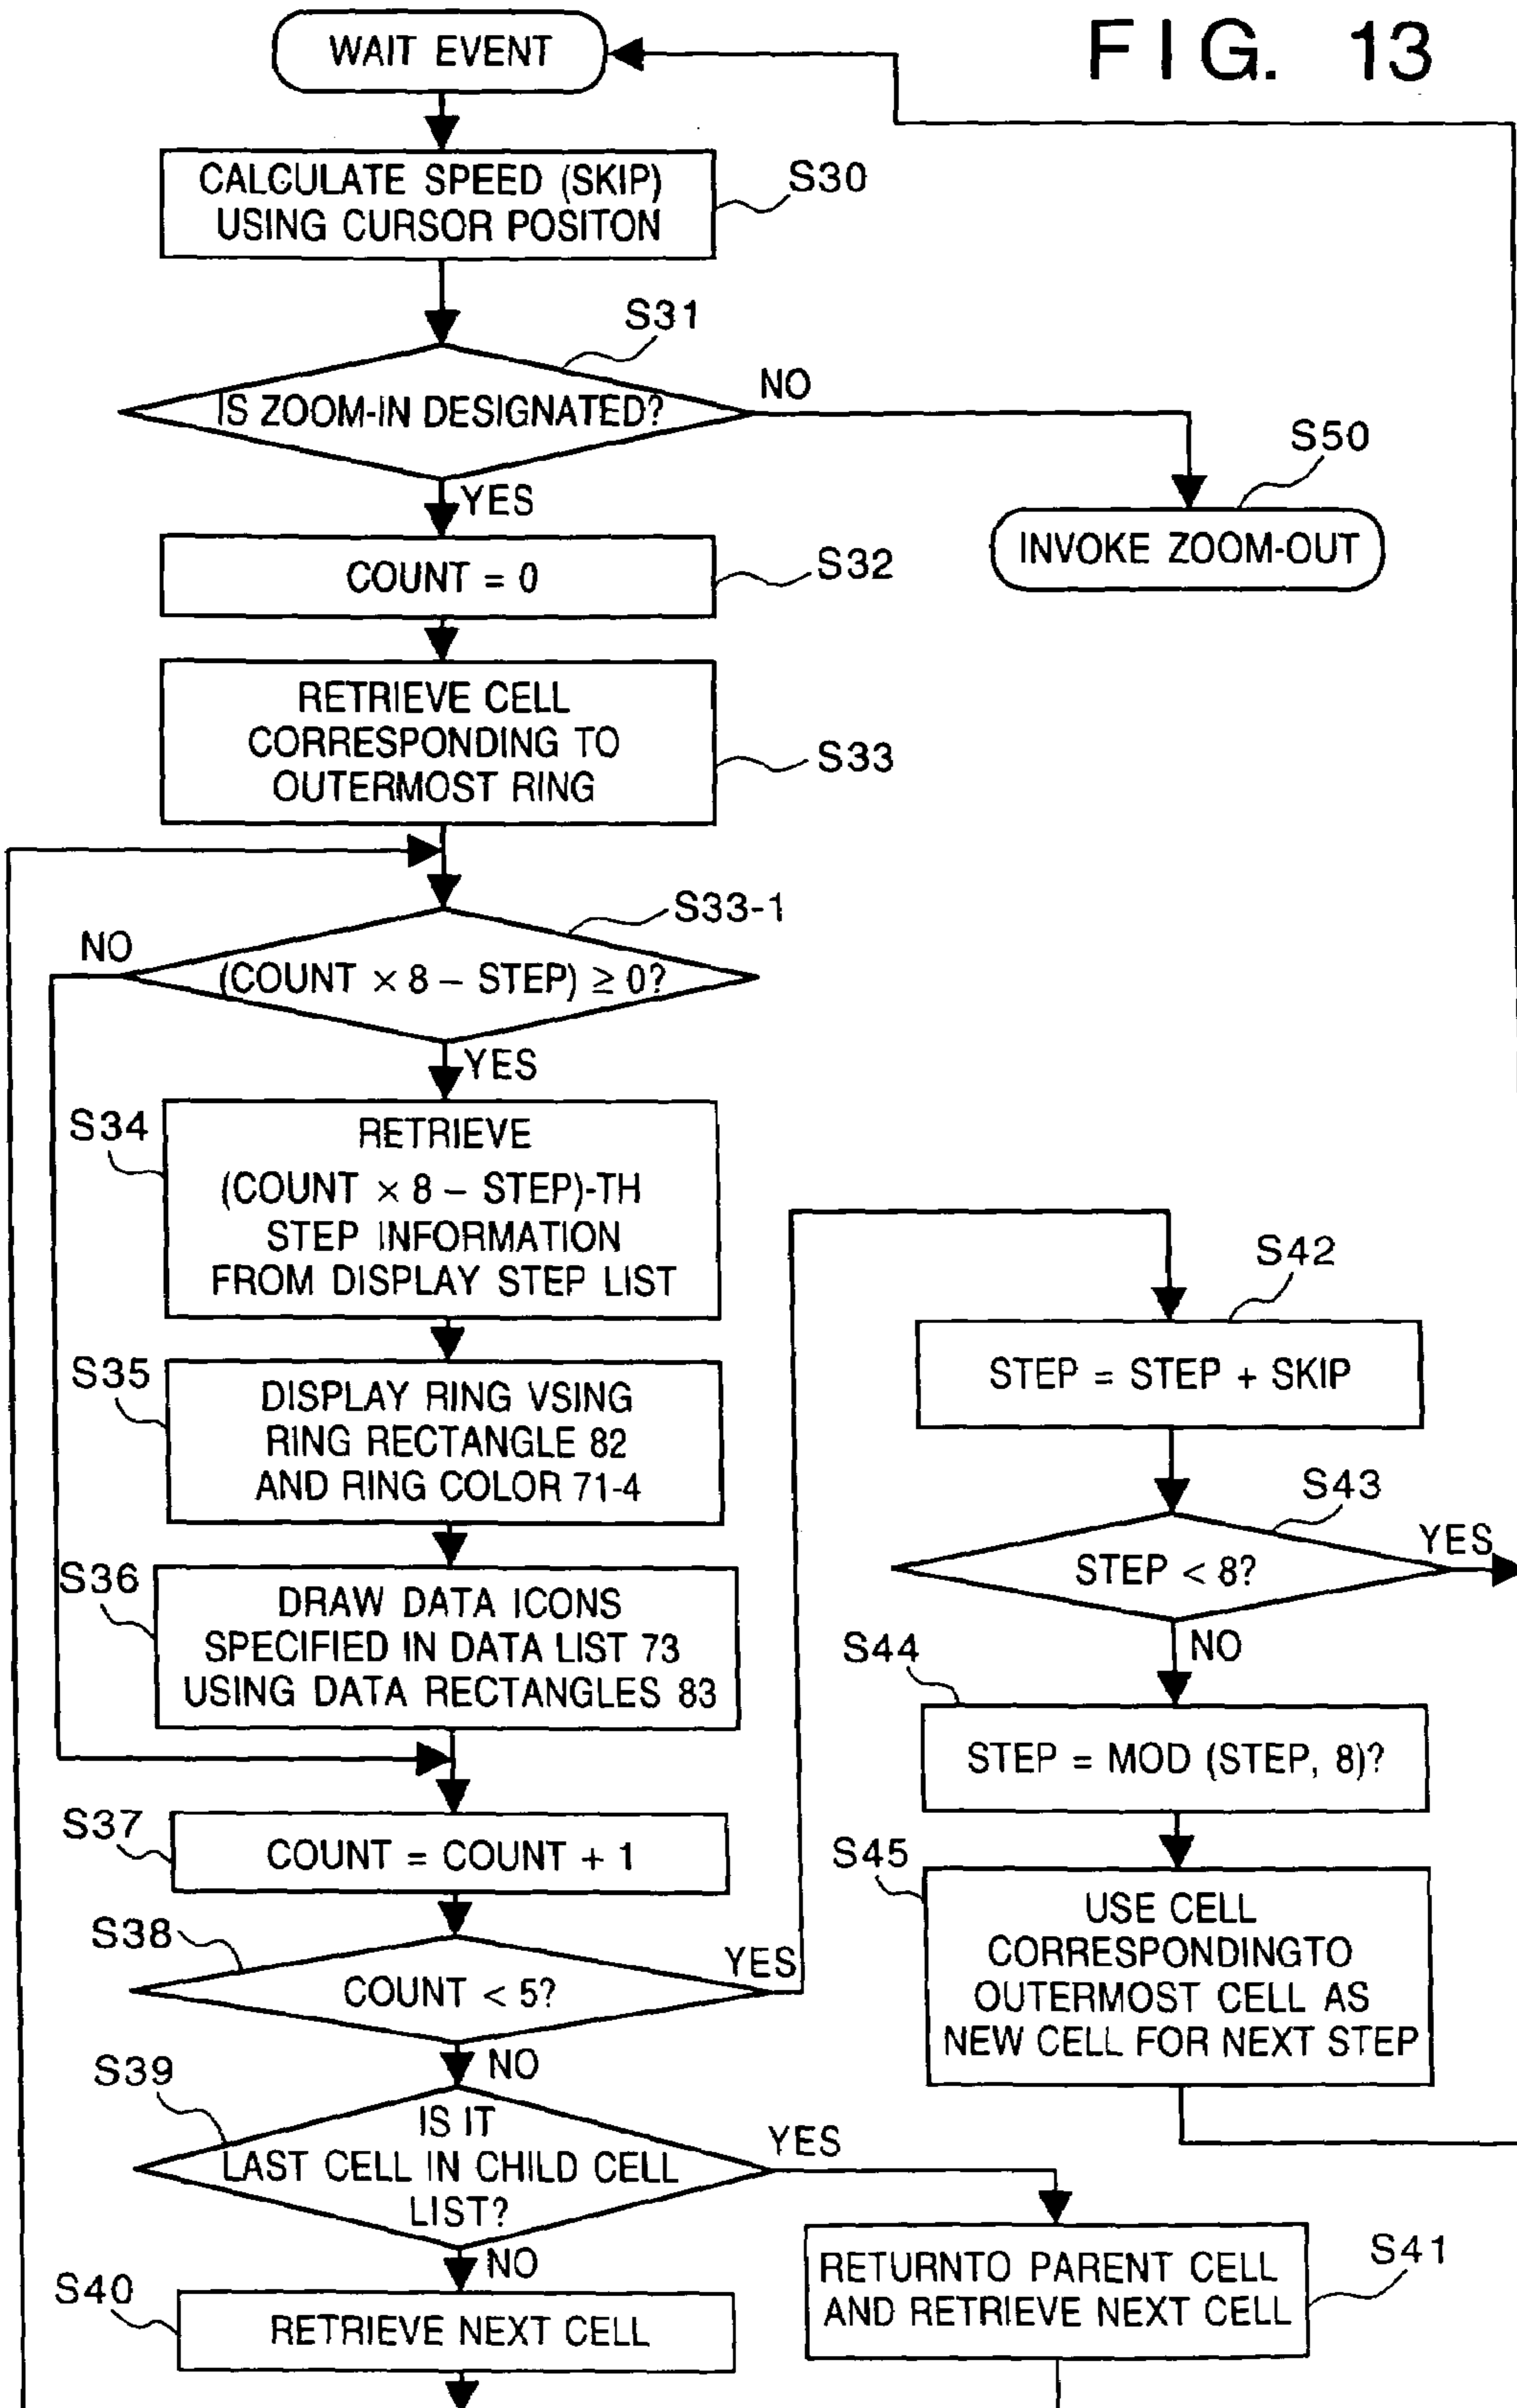 FIG. 13
WAIT EVENT
CALCULATE SPEED (SKIP)
USING CURSOR POSITON
S30
S31
IS ZOOM-IN DESIGNATED?
NO
YES
S50
INVOKE ZOOM-OUT
COUNT = 0
S32
RETRIEVE CELL
CORRESPONDING TO
OUTERMOST RING
S33
S33-1
NO
(COUNT × 8 – STEP) ≥ 0?
YES
S34
RETRIEVE
(COUNT × 8 – STEP)-TH
STEP INFORMATION
FROM DISPLAY STEP LIST
S35
DISPLAY RING VSING
RING RECTANGLE 82
AND RING COLOR 71-4
S36
DRAW DATA ICONS
SPECIFIED IN DATA LIST 73
USING DATA RECTANGLES 83
S37
COUNT = COUNT + 1
S38
COUNT < 5?
YES
NO
S39
IS IT
LAST CELL IN CHILD CELL
LIST?
YES
NO
S40
RETRIEVE NEXT CELL
S41
RETURNTO PARENT CELL
AND RETRIEVE NEXT CELL
S42
STEP = STEP + SKIP
S43
STEP < 8?
YES
NO
S44
STEP = MOD (STEP, 8)?
S45
USE CELL
CORRESPONDINGTO
OUTERMOST CELL AS
NEW CELL FOR NEXT STEP